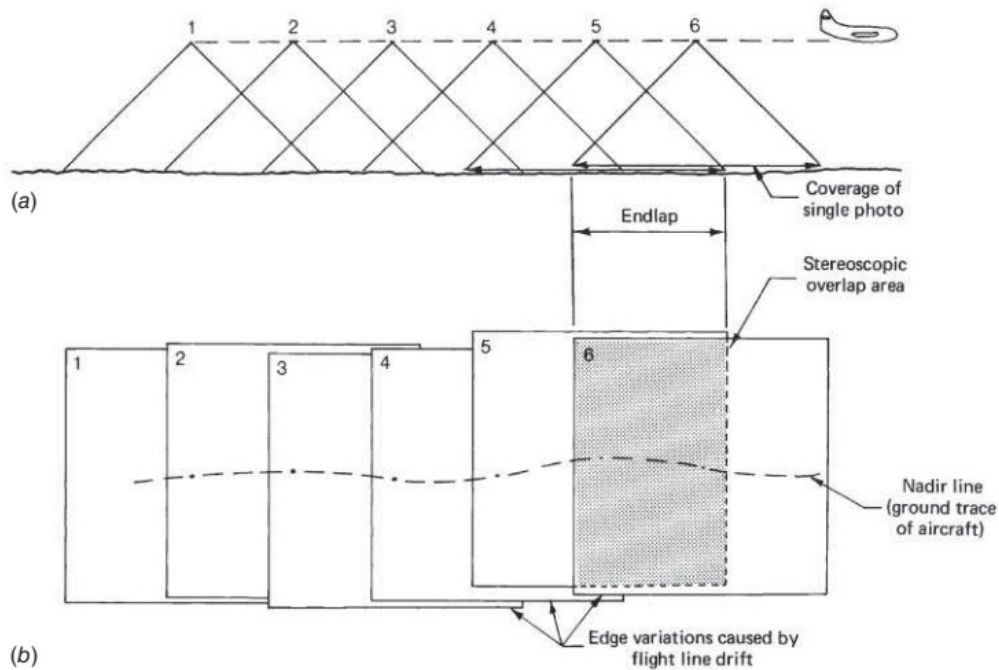 1 2 3 4 5 6
Coverage of
single photo
(a)
Endlap
Stereoscopic
overlap area
1 2 3 4 5 6
Nadir line
(ground trace
of aircraft)
Edge variations caused by
flight line drift
(b)